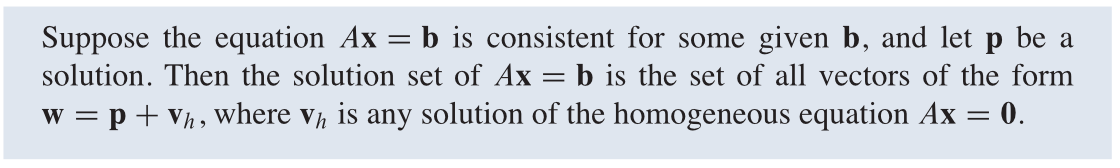 Suppose the equation Ax = b is consistent for some given b, and let p be a
solution. Then the solution set of Ax = b is the set of all vectors of the form
w = p + vₕ, where vₕ is any solution of the homogeneous equation Ax = 0.